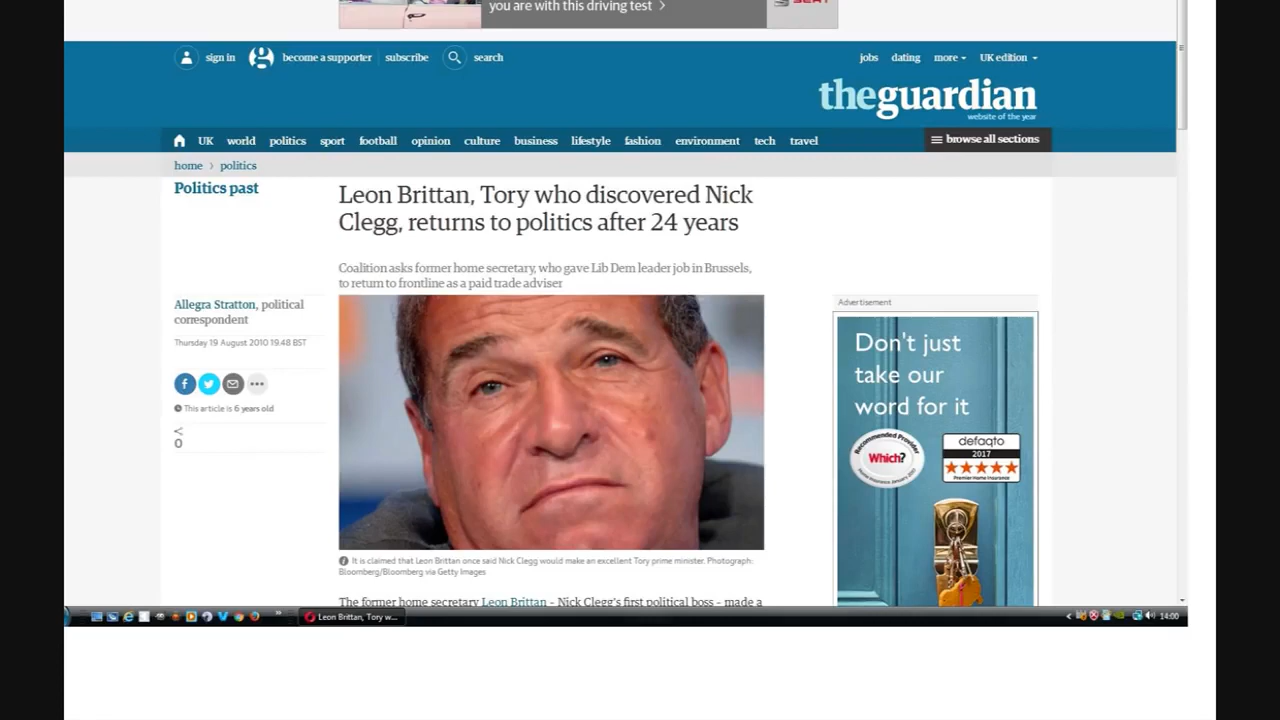 you are with this driving test >
sign in
become a supporter
subscribe
search
jobs
dating
more
UK edition
theguardian
website of the year
UK world politics sport football opinion culture business lifestyle fashion environment tech travel
browse all sections
home > politics
Politics past
Leon Brittan, Tory who discovered Nick
Clegg, returns to politics after 24 years
Coalition asks former home secretary, who gave Lib Dem leader job in Brussels,
to return to frontline as a paid trade adviser
Allegra Stratton, political
correspondent
Thursday 19 August 2010 19.48 BST
This article is 6 years old
0
Advertisement
Don't just
take our
word for it
Recommended Provider
Which?
defaqto
2017
Premier Home Insurance
It is claimed that Leon Brittan once said Nick Clegg would make an excellent Tory prime minister. Photograph:
Bloomberg/Bloomberg via Getty Images
The former home secretary Leon Brittan – Nick Clegg's first political boss – made a
Leon Brittan, Tory w...
14:00